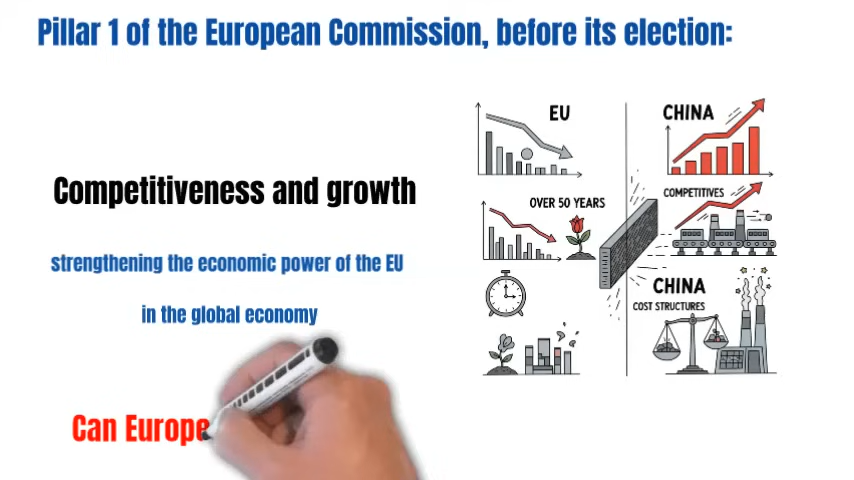 Pillar 1 of the European Commission, before its election:
Competitiveness and growth
strengthening the economic power of the EU
in the global economy
Can Europe
EU
OVER 50 YEARS
CHINA
COMPETITIVES
CHINA
COST STRUCTURES